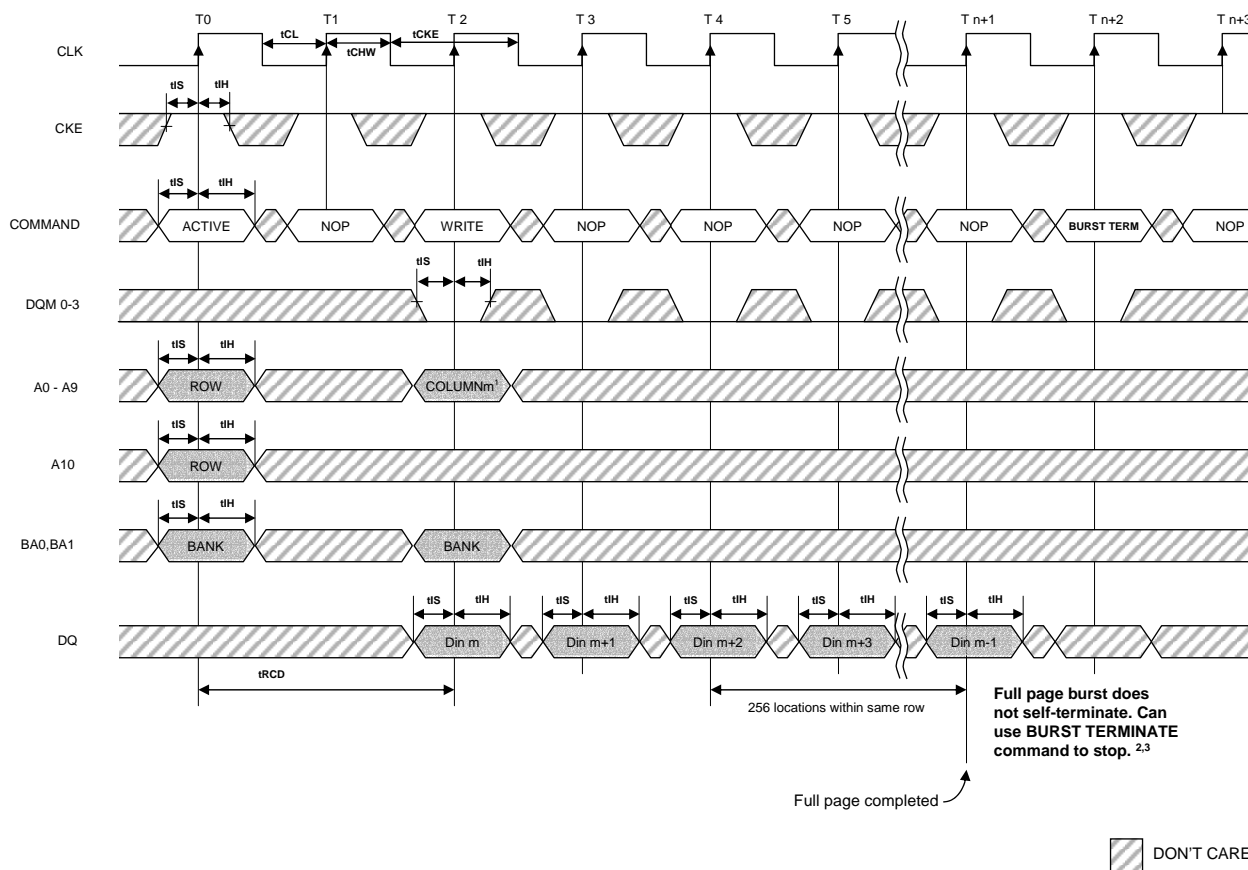 T0 T1 T 2 T 3 T 4 T 5 T n+1 T n+2 T n+3
tCL tCHW tCKE
CLK
tIS tIH
CKE
tIS tIH
COMMAND ACTIVE NOP WRITE NOP NOP NOP NOP BURST TERM NOP
tIS tIH
DQM 0-3
tIS tIH
A0 - A9 ROW COLUMNm¹
tIS tIH
A10 ROW
tIS tIH
BA0,BA1 BANK BANK
tIS tIH tIS tIH tIS tIH tIS tIH tIS tIH
DQ Din m Din m+1 Din m+2 Din m+3 Din m-1
tRCD
256 locations within same row
Full page burst does
not self-terminate. Can
use BURST TERMINATE
command to stop. ²,³
Full page completed
DON'T CARE